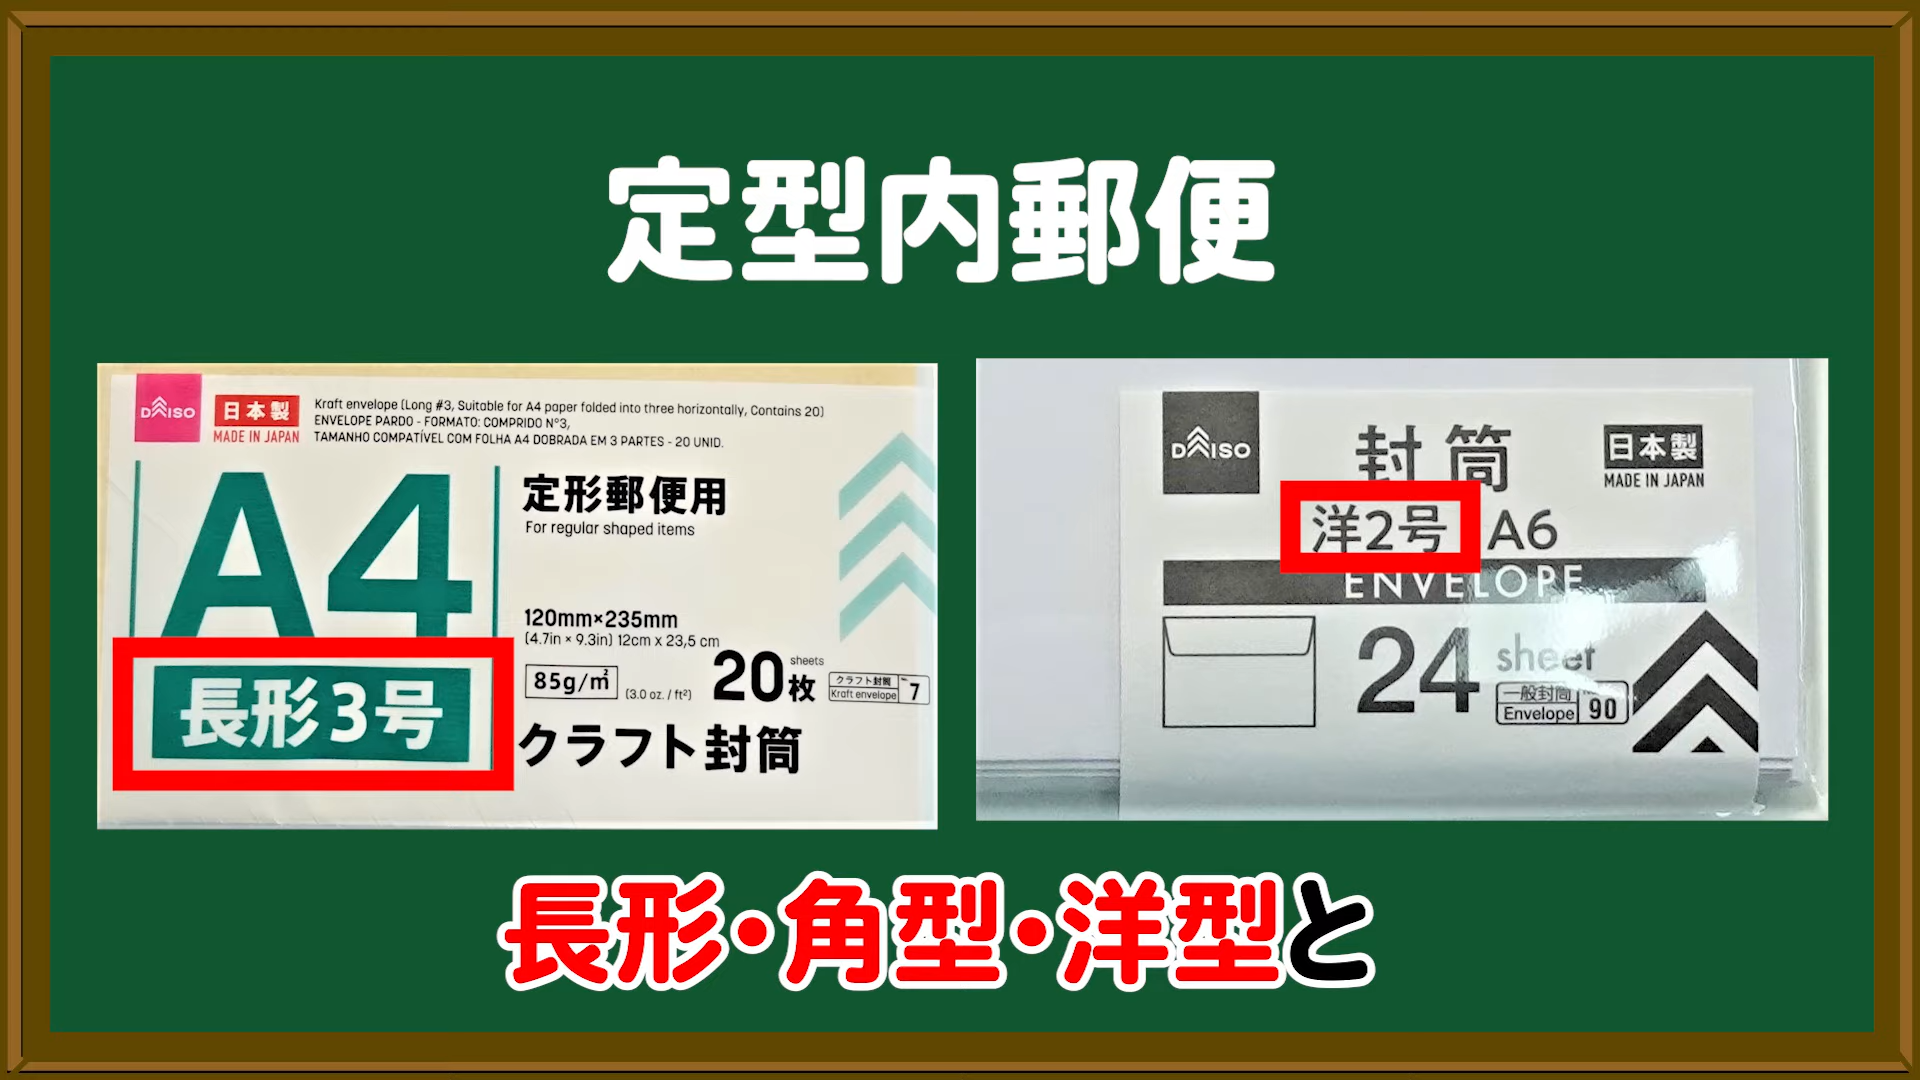 定型内郵便
DAISO
日本製
MADE IN JAPAN
Kraft envelope (Long #3, Suitable for A4 paper folded into three horizontally, Contains 20)
ENVELOPE PARDO - FORMATO: COMPRIDO N°3,
TAMANHO COMPATÍVEL COM FOLHA A4 DOBRADA EM 3 PARTES - 20 UNID.
A4
長形3号
定形郵便用
For regular shaped items
120mm×235mm
(4.7in × 9.3in) 12cm x 23,5 cm
85g/㎡
(3.0 oz. / ft²)
20枚
sheets
クラフト封筒
Kraft envelope
7
クラフト封筒
DAISO
封筒
日本製
MADE IN JAPAN
洋2号 A6
ENVELOPE
24 sheet
一般封筒
Envelope
90
長形・角型・洋型と